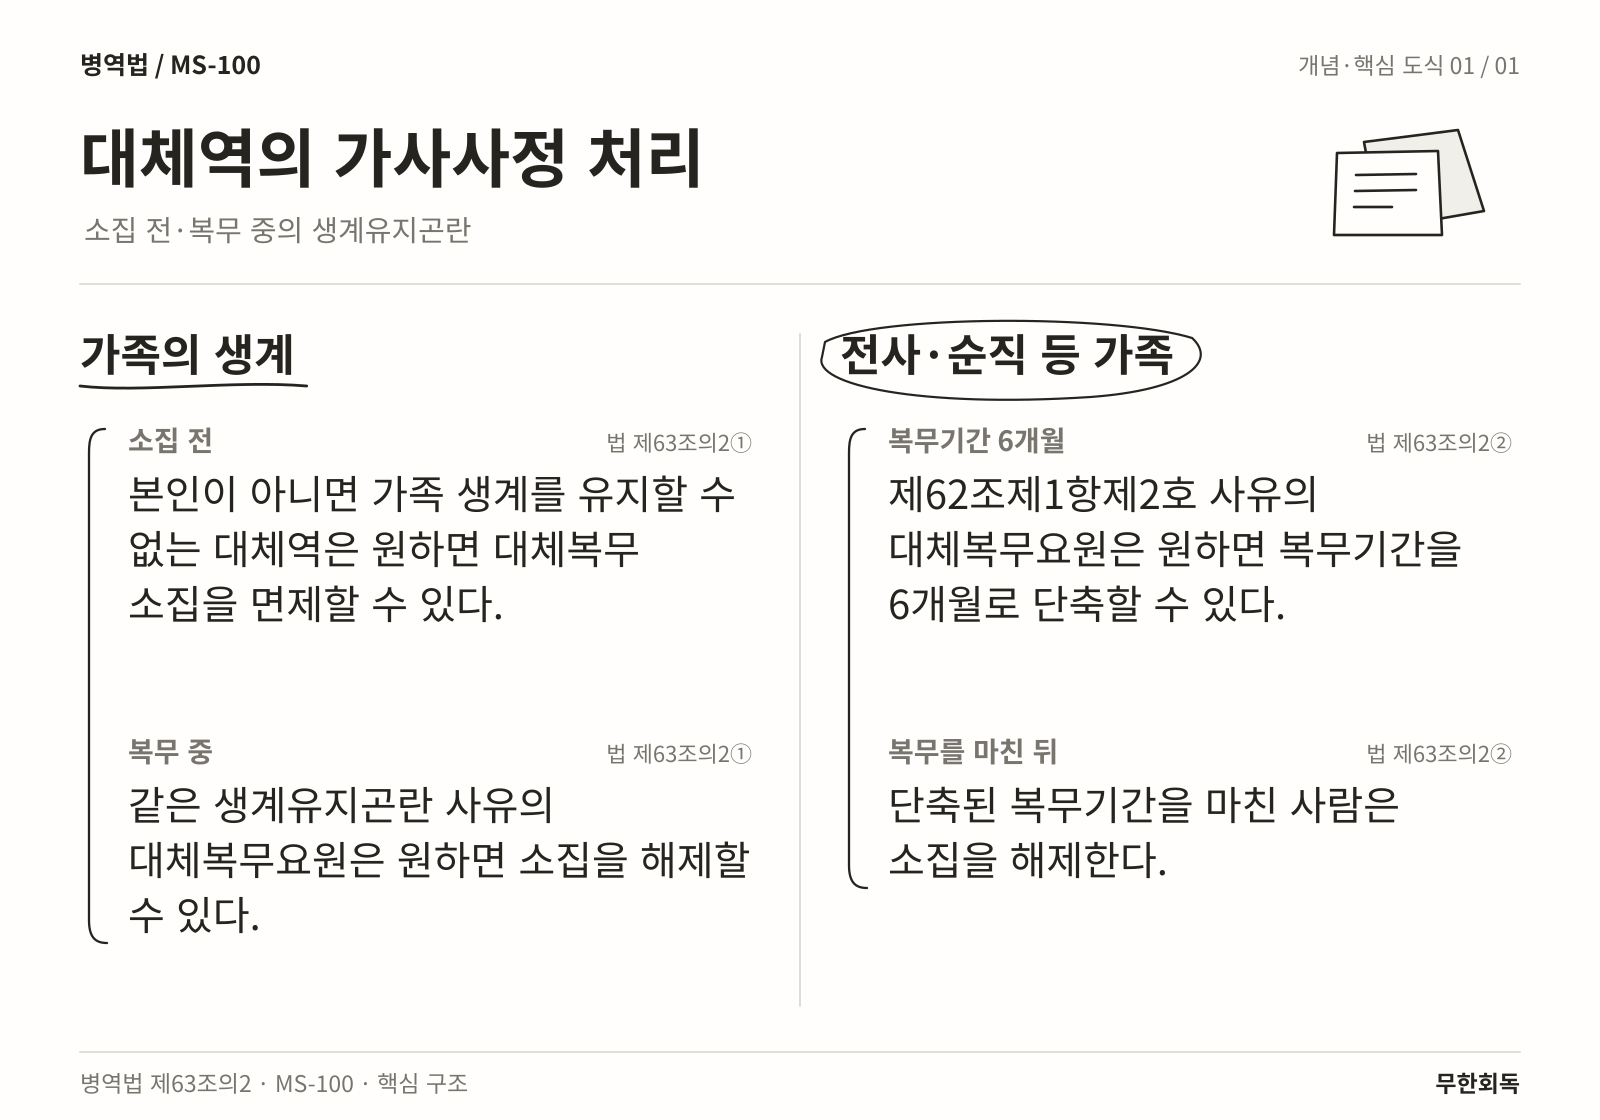 병역법 / MS-100
개념·핵심 도식 01 / 01
대체역의 가사사정 처리
소집 전·복무 중의 생계유지곤란
가족의 생계
소집 전
법 제63조의2①
본인이 아니면 가족 생계를 유지할 수
없는 대체역은 원하면 대체복무
소집을 면제할 수 있다.
복무 중
법 제63조의2①
같은 생계유지곤란 사유의
대체복무요원은 원하면 소집을 해제할
수 있다.
전사·순직 등 가족
복무기간 6개월
법 제63조의2②
제62조제1항제2호 사유의
대체복무요원은 원하면 복무기간을
6개월로 단축할 수 있다.
복무를 마친 뒤
법 제63조의2②
단축된 복무기간을 마친 사람은
소집을 해제한다.
병역법 제63조의2 · MS-100 · 핵심 구조
무한회독